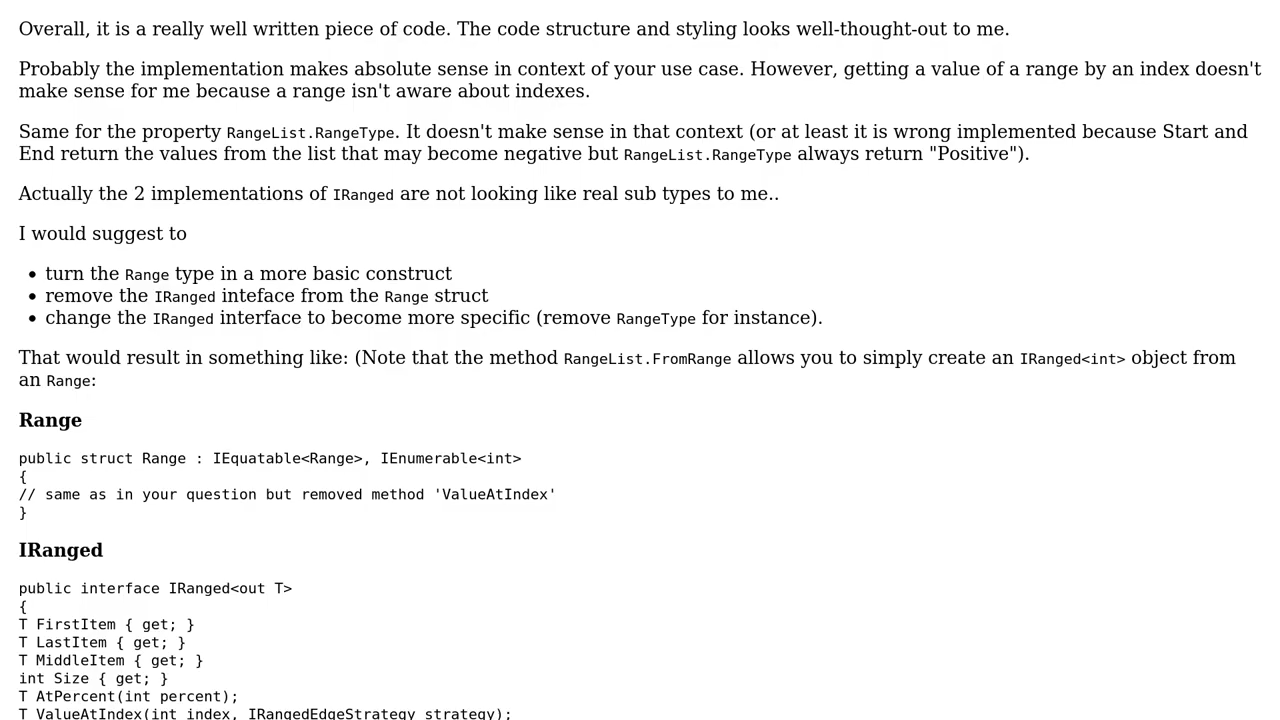 Overall, it is a really well written piece of code. The code structure and styling looks well-thought-out to me.
Probably the implementation makes absolute sense in context of your use case. However, getting a value of a range by an index doesn't
make sense for me because a range isn't aware about indexes.
Same for the property RangeList.RangeType. It doesn't make sense in that context (or at least it is wrong implemented because Start and
End return the values from the list that may become negative but RangeList.RangeType always return "Positive").
Actually the 2 implementations of IRanged are not looking like real sub types to me..
I would suggest to
• turn the Range type in a more basic construct
• remove the IRanged inteface from the Range struct
• change the IRanged interface to become more specific (remove RangeType for instance).
That would result in something like: (Note that the method RangeList.FromRange allows you to simply create an IRanged<int> object from
an Range:
Range
public struct Range : IEquatable<Range>, IEnumerable<int>
{
// same as in your question but removed method 'ValueAtIndex'
}
IRanged
public interface IRanged<out T>
{
T FirstItem { get; }
T LastItem { get; }
T MiddleItem { get; }
int Size { get; }
T AtPercent(int percent);
T ValueAtIndex(int index, IRangedEdgeStrategy strategy);